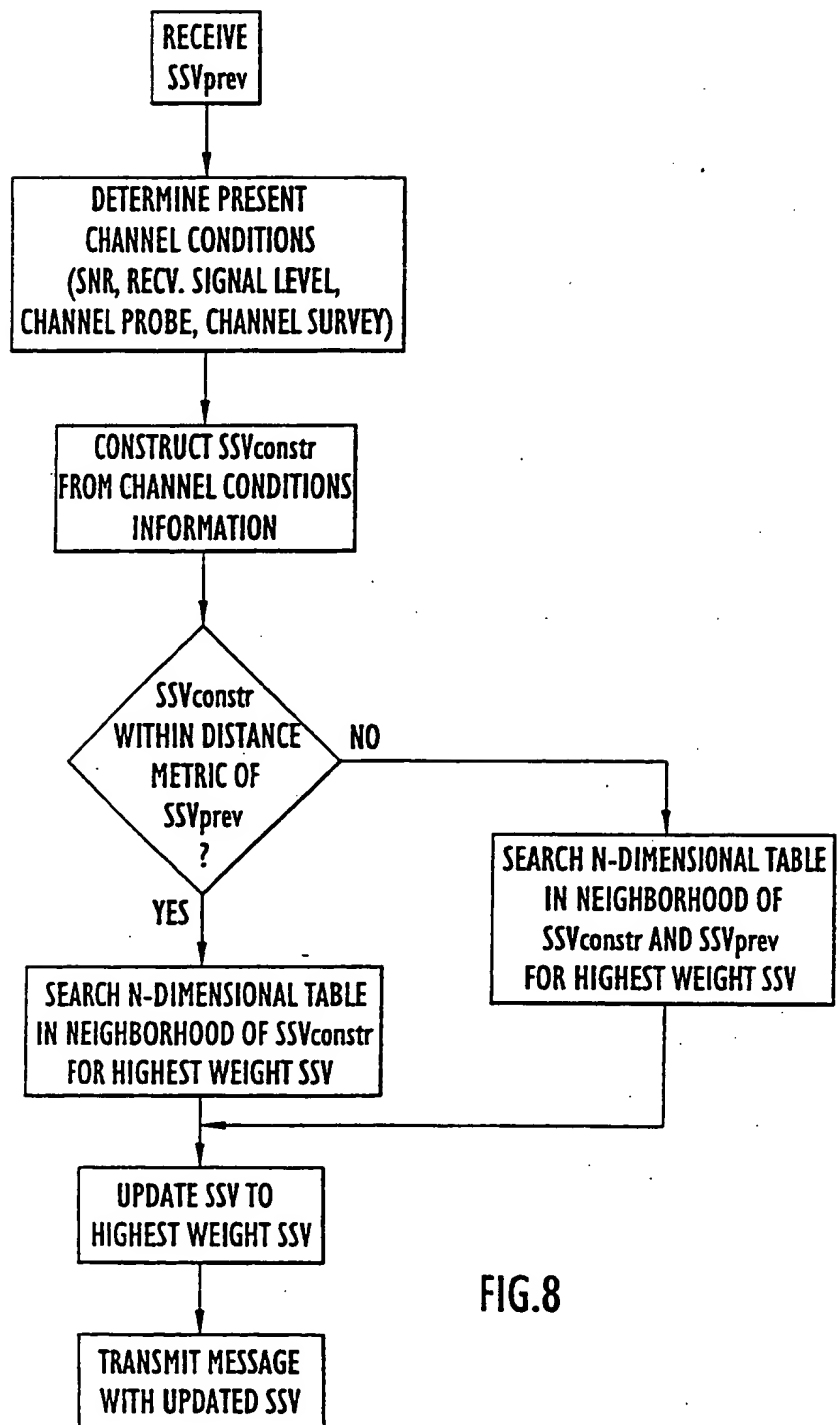 RECEIVE
SSVprev
DETERMINE PRESENT
CHANNEL CONDITIONS
(SNR, RECV. SIGNAL LEVEL,
CHANNEL PROBE, CHANNEL SURVEY)
CONSTRUCT SSVconstr
FROM CHANNEL CONDITIONS
INFORMATION
SSVconstr
WITHIN DISTANCE
METRIC OF
SSVprev
?
NO
YES
SEARCH N-DIMENSIONAL TABLE
IN NEIGHBORHOOD OF
SSVconstr AND SSVprev
FOR HIGHEST WEIGHT SSV
SEARCH N-DIMENSIONAL TABLE
IN NEIGHBORHOOD OF SSVconstr
FOR HIGHEST WEIGHT SSV
UPDATE SSV TO
HIGHEST WEIGHT SSV
TRANSMIT MESSAGE
WITH UPDATED SSV
FIG.8